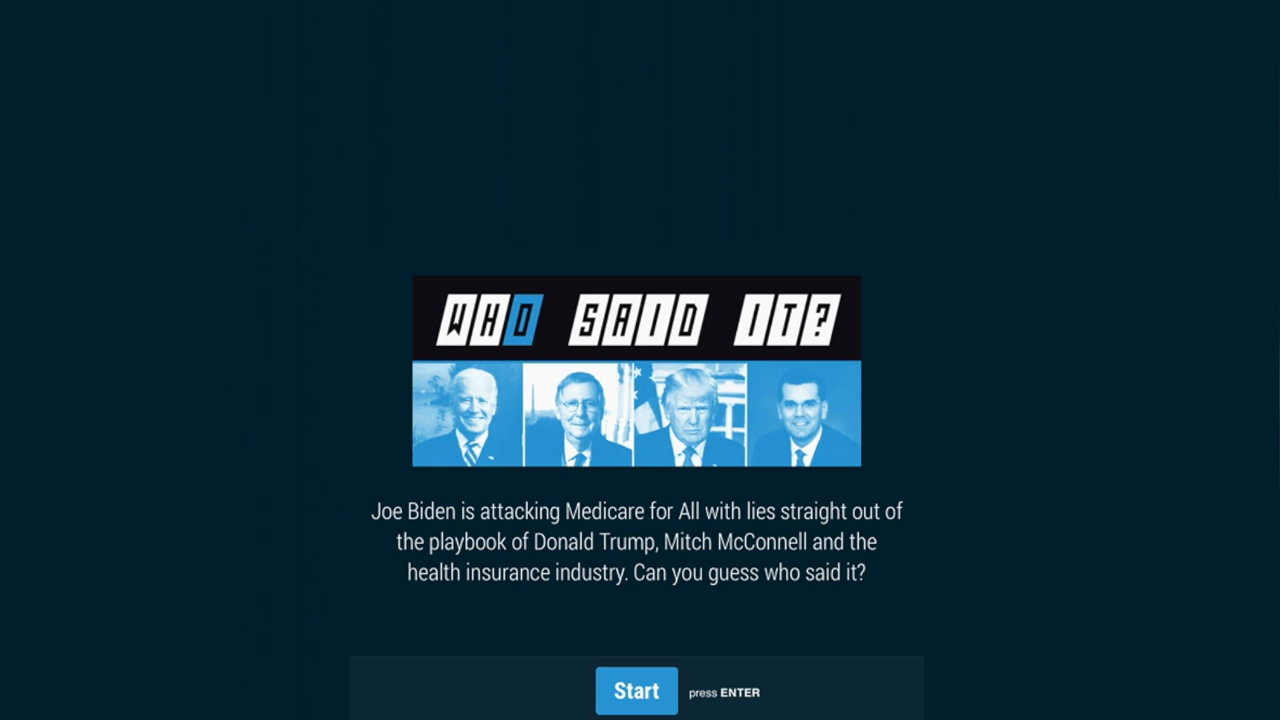 WHO SAID IT?
Joe Biden is attacking Medicare for All with lies straight out of
the playbook of Donald Trump, Mitch McConnell and the
health insurance industry. Can you guess who said it?
Start press ENTER